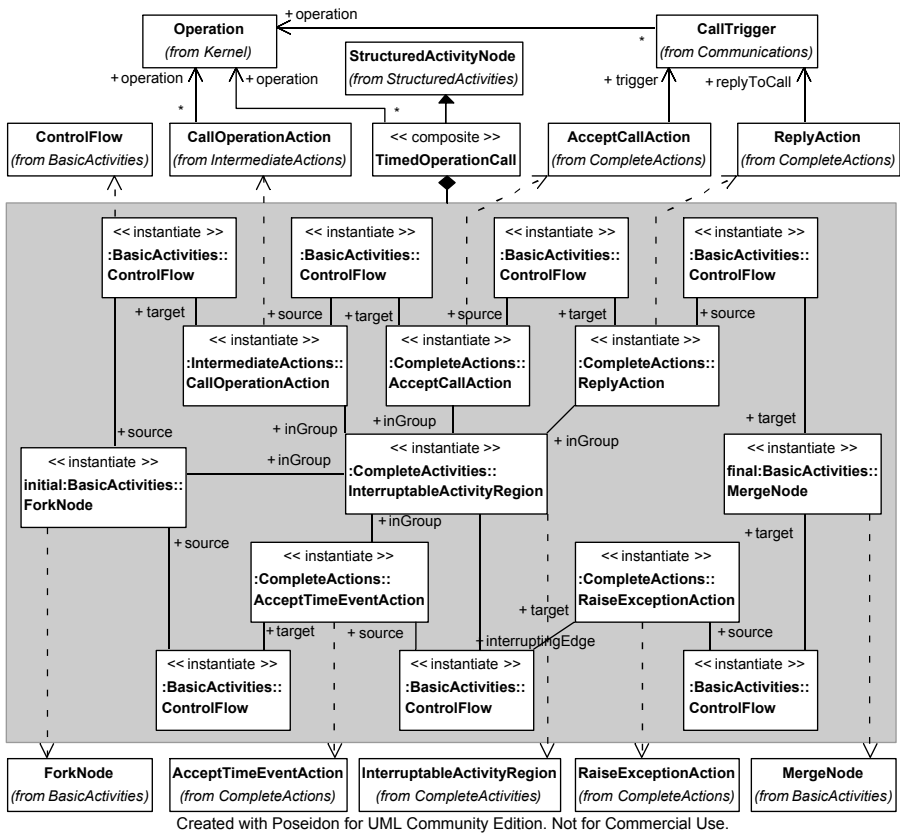 + operation
Operation
(from Kernel)
CallTrigger
(from Communications)
*
StructuredActivityNode
(from StructuredActivities)
+ operation
+ operation
+ trigger
+ replyToCall
*
*
ControlFlow
(from BasicActivities)
CallOperationAction
(from IntermediateActions)
<< composite >>
TimedOperationCall
AcceptCallAction
(from CompleteActions)
ReplyAction
(from CompleteActions)
<< instantiate >>
:BasicActivities::
ControlFlow
<< instantiate >>
:BasicActivities::
ControlFlow
<< instantiate >>
:BasicActivities::
ControlFlow
<< instantiate >>
:BasicActivities::
ControlFlow
+ target
+ source
+ target
+ source
+ target
+ source
<< instantiate >>
:IntermediateActions::
CallOperationAction
<< instantiate >>
:CompleteActions::
AcceptCallAction
<< instantiate >>
:CompleteActions::
ReplyAction
+ source
+ inGroup
+ inGroup
+ inGroup
+ target
<< instantiate >>
initial:BasicActivities::
ForkNode
+ inGroup
<< instantiate >>
:CompleteActivities::
InterruptableActivityRegion
<< instantiate >>
final:BasicActivities::
MergeNode
+ source
+ inGroup
+ target
<< instantiate >>
:CompleteActions::
AcceptTimeEventAction
<< instantiate >>
:CompleteActions::
RaiseExceptionAction
+ target
+ source
+ interruptingEdge
+ target
+ source
<< instantiate >>
:BasicActivities::
ControlFlow
<< instantiate >>
:BasicActivities::
ControlFlow
<< instantiate >>
:BasicActivities::
ControlFlow
ForkNode
(from BasicActivities)
AcceptTimeEventAction
(from CompleteActions)
InterruptableActivityRegion
(from CompleteActivities)
RaiseExceptionAction
(from CompleteActions)
MergeNode
(from BasicActivities)
Created with Poseidon for UML Community Edition. Not for Commercial Use.